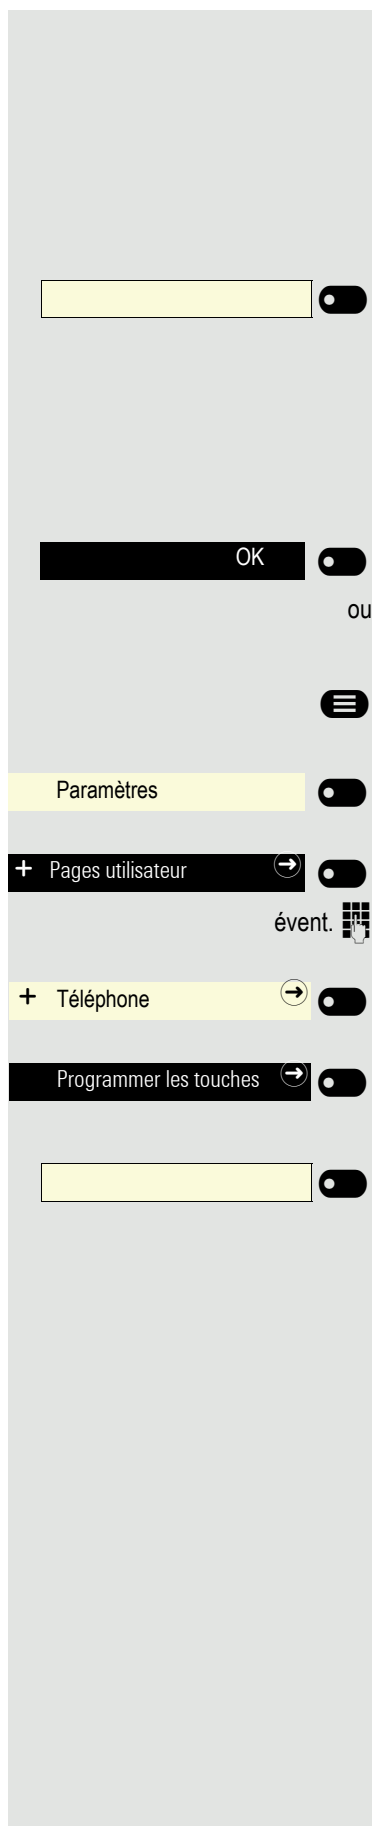 OK
ou
Paramètres
+ Pages utilisateur
évent.
+ Téléphone
Programmer les touches